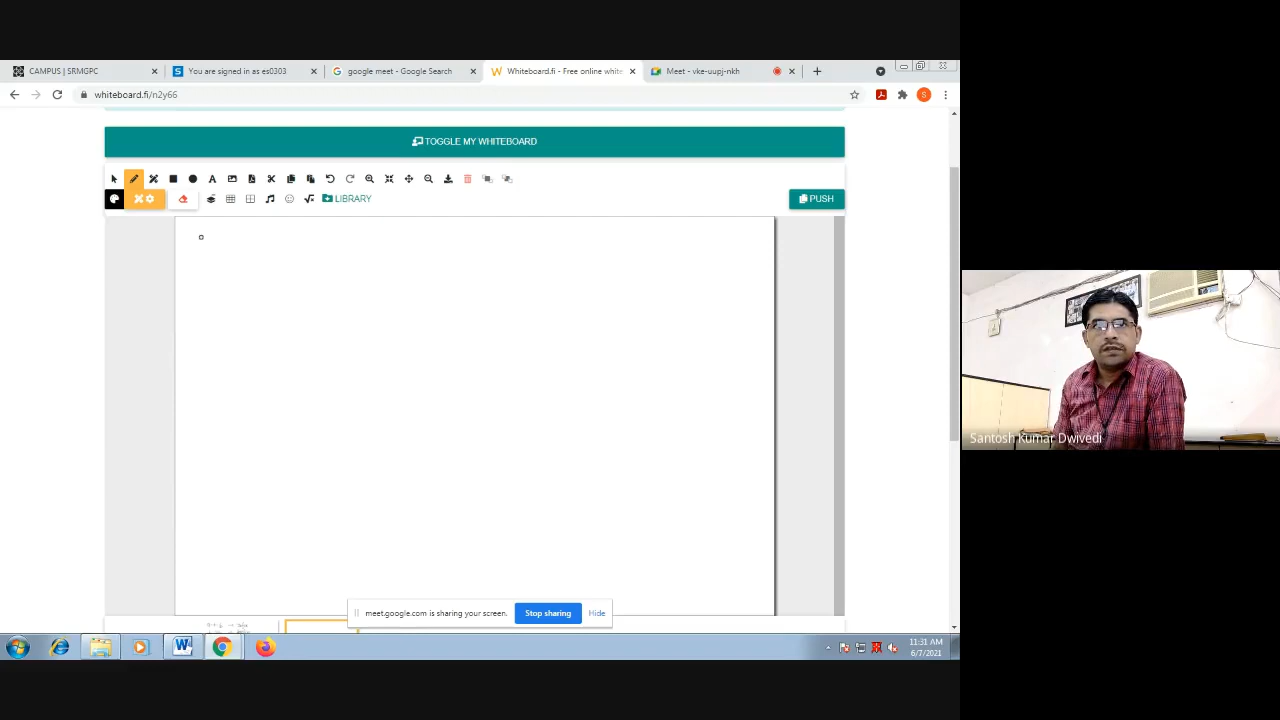 CAMPUS | SRMGPC
You are signed in as es0303
google meet - Google Search
Whiteboard.fi - Free online white
Meet - vke-uupj-nkh
whiteboard.fi/n2y66
S
TOGGLE MY WHITEBOARD
LIBRARY
PUSH
Santosh Kumar Dwivedi
meet.google.com is sharing your screen.
Stop sharing
Hide
11:31 AM
6/7/2021